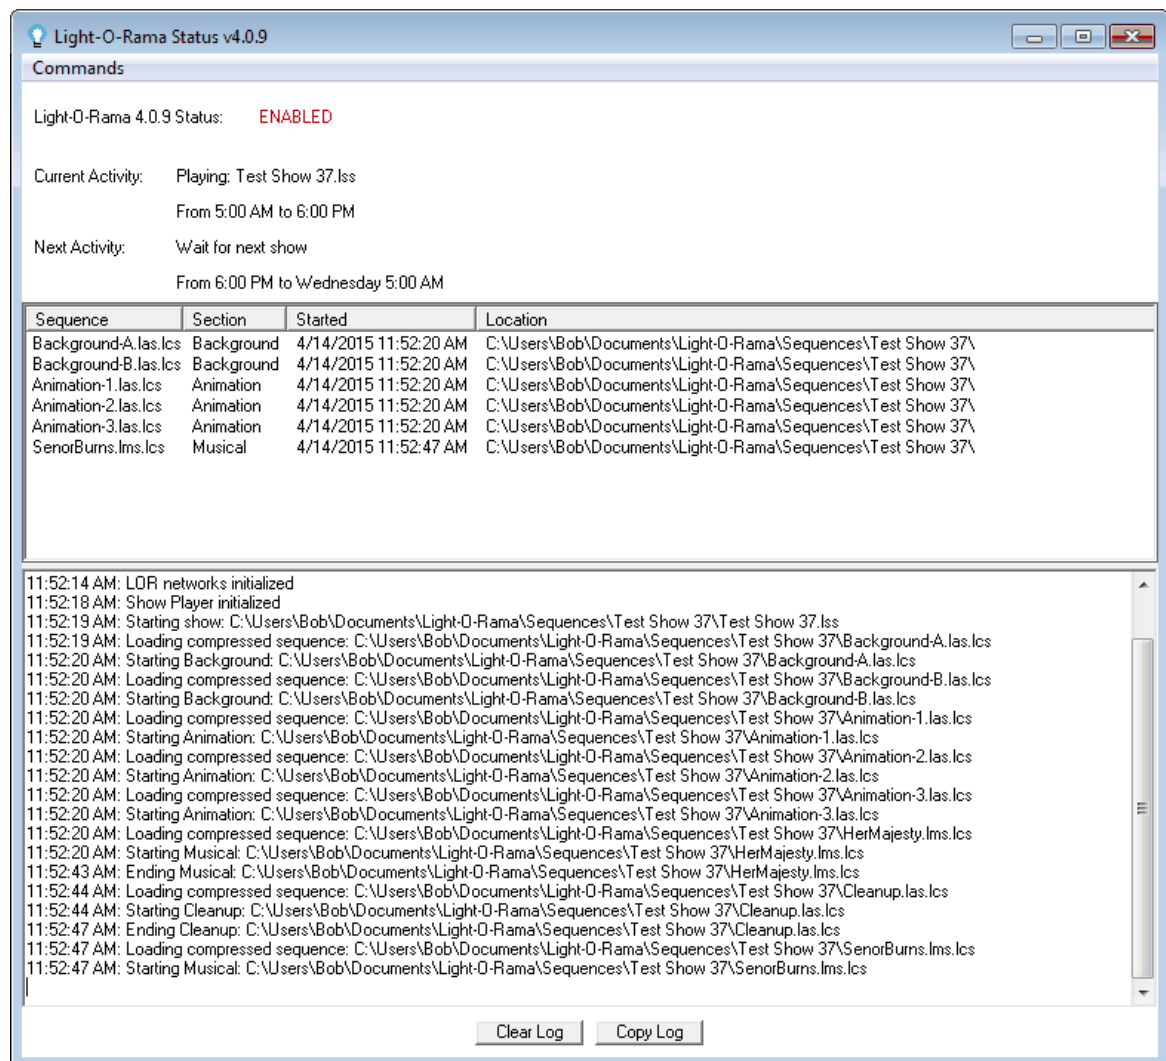 Light-O-Rama Status v4.0.9
Commands
Light-O-Rama 4.0.9 Status: ENABLED
Current Activity: Playing: Test Show 37.lss
From 5:00 AM to 6:00 PM
Next Activity: Wait for next show
From 6:00 PM to Wednesday 5:00 AM
Sequence Section Started Location
Background-A.las.lcs Background 4/14/2015 11:52:20 AM C:\Users\Bob\Documents\Light-O-Rama\Sequences\Test Show 37\
Background-B.las.lcs Background 4/14/2015 11:52:20 AM C:\Users\Bob\Documents\Light-O-Rama\Sequences\Test Show 37\
Animation-1.las.lcs Animation 4/14/2015 11:52:20 AM C:\Users\Bob\Documents\Light-O-Rama\Sequences\Test Show 37\
Animation-2.las.lcs Animation 4/14/2015 11:52:20 AM C:\Users\Bob\Documents\Light-O-Rama\Sequences\Test Show 37\
Animation-3.las.lcs Animation 4/14/2015 11:52:20 AM C:\Users\Bob\Documents\Light-O-Rama\Sequences\Test Show 37\
SenorBurns.lms.lcs Musical 4/14/2015 11:52:47 AM C:\Users\Bob\Documents\Light-O-Rama\Sequences\Test Show 37\
11:52:14 AM: LOR networks initialized
11:52:18 AM: Show Player initialized
11:52:19 AM: Starting show: C:\Users\Bob\Documents\Light-O-Rama\Sequences\Test Show 37\Test Show 37.lss
11:52:19 AM: Loading compressed sequence: C:\Users\Bob\Documents\Light-O-Rama\Sequences\Test Show 37\Background-A.las.lcs
11:52:20 AM: Starting Background: C:\Users\Bob\Documents\Light-O-Rama\Sequences\Test Show 37\Background-A.las.lcs
11:52:20 AM: Loading compressed sequence: C:\Users\Bob\Documents\Light-O-Rama\Sequences\Test Show 37\Background-B.las.lcs
11:52:20 AM: Starting Background: C:\Users\Bob\Documents\Light-O-Rama\Sequences\Test Show 37\Background-B.las.lcs
11:52:20 AM: Loading compressed sequence: C:\Users\Bob\Documents\Light-O-Rama\Sequences\Test Show 37\Animation-1.las.lcs
11:52:20 AM: Starting Animation: C:\Users\Bob\Documents\Light-O-Rama\Sequences\Test Show 37\Animation-1.las.lcs
11:52:20 AM: Loading compressed sequence: C:\Users\Bob\Documents\Light-O-Rama\Sequences\Test Show 37\Animation-2.las.lcs
11:52:20 AM: Starting Animation: C:\Users\Bob\Documents\Light-O-Rama\Sequences\Test Show 37\Animation-2.las.lcs
11:52:20 AM: Loading compressed sequence: C:\Users\Bob\Documents\Light-O-Rama\Sequences\Test Show 37\Animation-3.las.lcs
11:52:20 AM: Starting Animation: C:\Users\Bob\Documents\Light-O-Rama\Sequences\Test Show 37\Animation-3.las.lcs
11:52:20 AM: Loading compressed sequence: C:\Users\Bob\Documents\Light-O-Rama\Sequences\Test Show 37\HerMajesty.lms.lcs
11:52:20 AM: Starting Musical: C:\Users\Bob\Documents\Light-O-Rama\Sequences\Test Show 37\HerMajesty.lms.lcs
11:52:43 AM: Ending Musical: C:\Users\Bob\Documents\Light-O-Rama\Sequences\Test Show 37\HerMajesty.lms.lcs
11:52:44 AM: Loading compressed sequence: C:\Users\Bob\Documents\Light-O-Rama\Sequences\Test Show 37\Cleanup.las.lcs
11:52:44 AM: Starting Cleanup: C:\Users\Bob\Documents\Light-O-Rama\Sequences\Test Show 37\Cleanup.las.lcs
11:52:47 AM: Ending Cleanup: C:\Users\Bob\Documents\Light-O-Rama\Sequences\Test Show 37\Cleanup.las.lcs
11:52:47 AM: Loading compressed sequence: C:\Users\Bob\Documents\Light-O-Rama\Sequences\Test Show 37\SenorBurns.lms.lcs
11:52:47 AM: Starting Musical: C:\Users\Bob\Documents\Light-O-Rama\Sequences\Test Show 37\SenorBurns.lms.lcs
Clear Log Copy Log